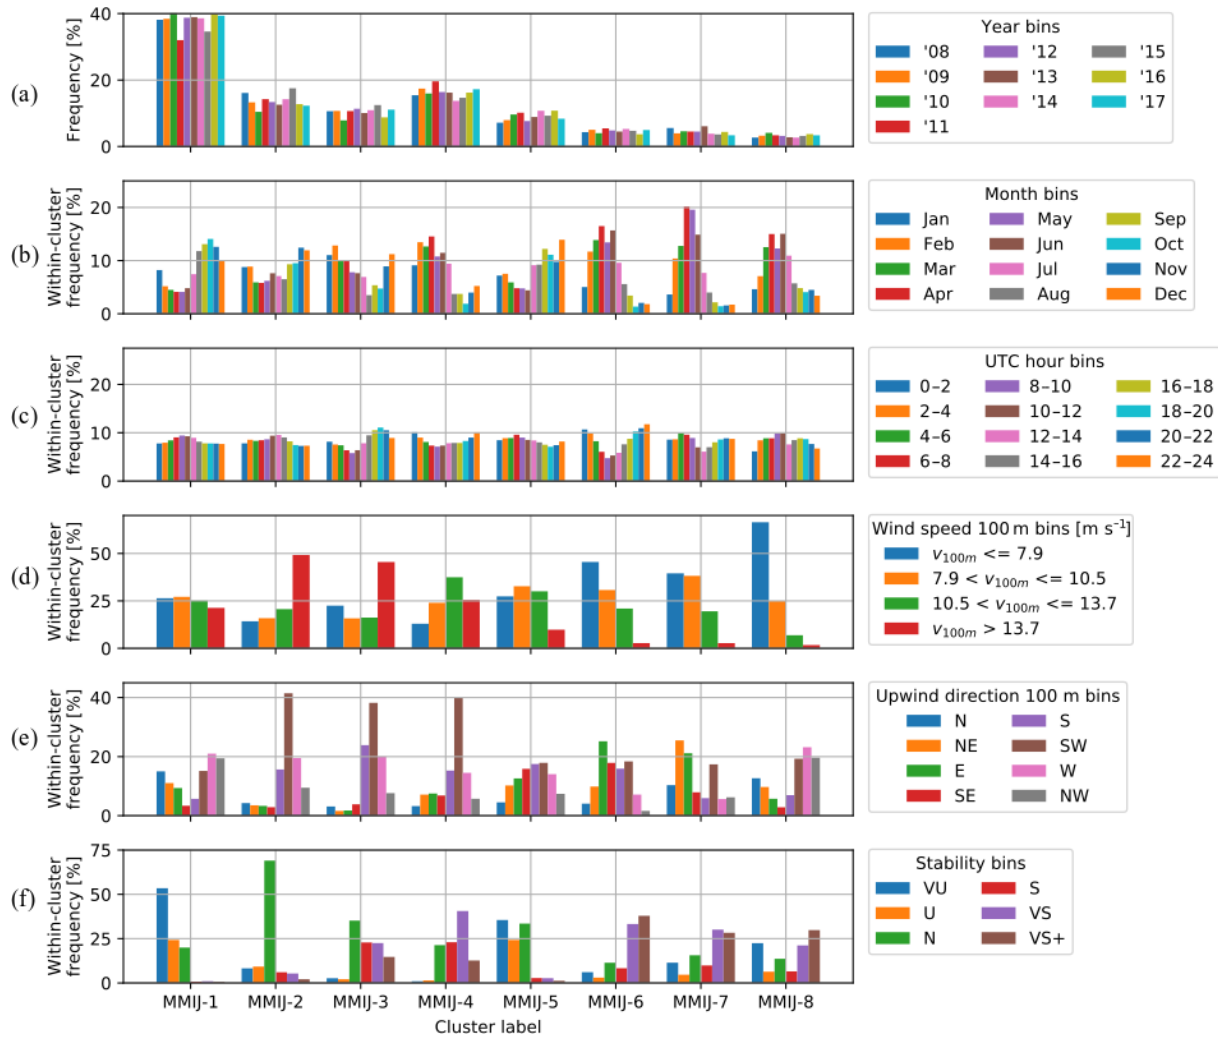 (a)
Frequency [%]
40
20
0
Year bins
'08 '12 '15
'09 '13 '16
'10 '14 '17
'11
(b)
Within-cluster
frequency [%]
20
10
0
Month bins
Jan May Sep
Feb Jun Oct
Mar Jul Nov
Apr Aug Dec
(c)
Within-cluster
frequency [%]
20
10
0
UTC hour bins
0–2 8–10 16–18
2–4 10–12 18–20
4–6 12–14 20–22
6–8 14–16 22–24
(d)
Within-cluster
frequency [%]
50
25
0
Wind speed 100 m bins [m s⁻¹]
v100m <= 7.9
7.9 < v100m <= 10.5
10.5 < v100m <= 13.7
v100m > 13.7
(e)
Within-cluster
frequency [%]
40
20
0
Upwind direction 100 m bins
N S
NE SW
E W
SE NW
(f)
Within-cluster
frequency [%]
75
50
25
0
Stability bins
VU S
U VS
N VS+
MMIJ-1 MMIJ-2 MMIJ-3 MMIJ-4 MMIJ-5 MMIJ-6 MMIJ-7 MMIJ-8
Cluster label